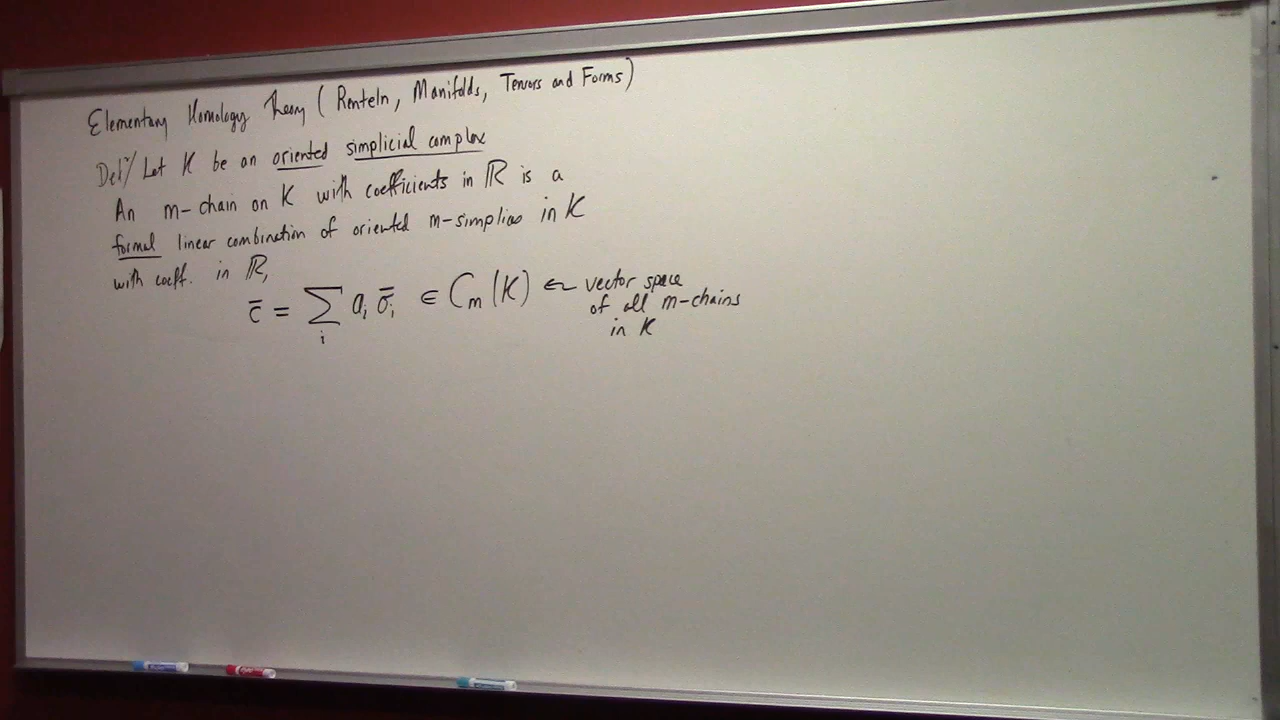 Elementary Homology Theory (Renteln, Manifolds, Tensors and Forms)
Defⁿ/ Let K be an oriented simplicial complex
An m-chain on K with coefficients in ℝ is a
formal linear combination of oriented m-simplices in K
with coeff. in ℝ,
c̄ = ∑ᵢ aᵢ σ̄ᵢ ∈ Cₘ(K) ← vector space
of all m-chains
in K